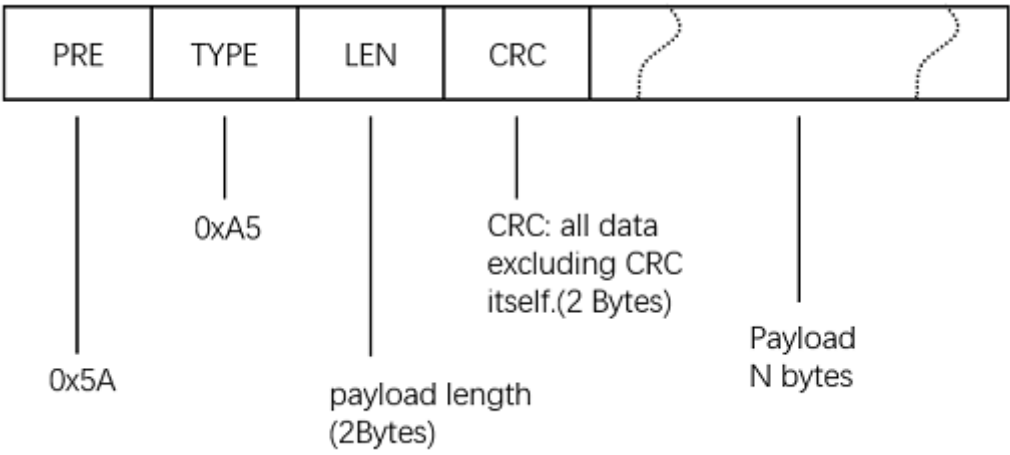 PRE
TYPE
LEN
CRC
0xA5
CRC: all data
excluding CRC
itself.(2 Bytes)
Payload
N bytes
0x5A
payload length
(2Bytes)